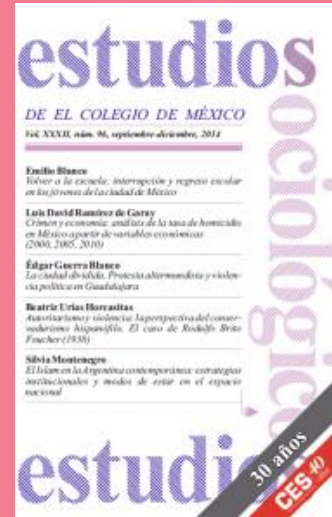 estudios
sociológicos
DE EL COLEGIO DE MÉXICO
Vol. XXXII, núm. 96, septiembre-diciembre, 2014
Emilio Blanco
Volver a la escuela: interrupción y regreso escolar
en los jóvenes de la ciudad de México
Luis David Ramírez de Garay
Crimen y economía: análisis de la tasa de homicidio
en México a partir de variables económicas
(2000, 2005, 2010)
Édgar Guerra Blanco
La ciudad dividida. Protesta altermundista y violen-
cia política en Guadalajara
Beatriz Urías Horcasitas
Autoritarismo y violencia: la perspectiva del conser-
vadurismo hispanófilo. El caso de Rodolfo Brito
Foucher (1938)
Silvia Montenegro
El Islam en la Argentina contemporánea: estrategias
institucionales y modos de estar en el espacio
nacional
estudio
30 años
CES 40